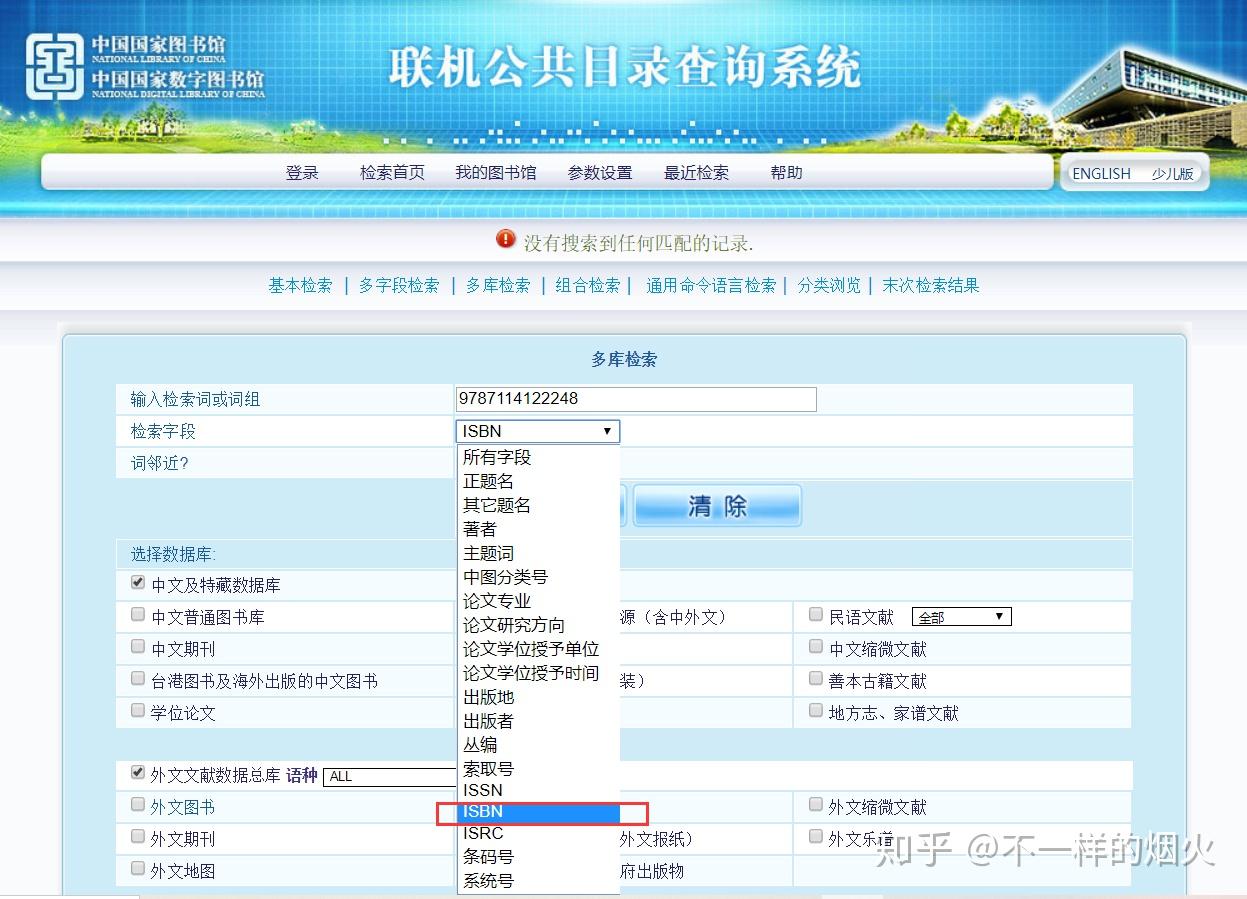 中国国家图书馆
NATIONAL LIBRARY OF CHINA
中国国家数字图书馆
NATIONAL DIGITAL LIBRARY OF CHINA
联机公共目录查询系统
登录 检索首页 我的图书馆 参数设置 最近检索 帮助 ENGLISH 少儿版
没有搜索到任何匹配的记录.
基本检索 | 多字段检索 | 多库检索 | 组合检索 | 通用命令语言检索 | 分类浏览 | 末次检索结果
多库检索
输入检索词或词组 9787114122248
检索字段 ISBN
词邻近?
清 除
所有字段
正题名
其它题名
著者
主题词
中图分类号
论文专业
论文研究方向
论文学位授予单位
论文学位授予时间
出版地
出版者
丛编
索取号
ISSN
ISBN
ISRC
条码号
系统号
选择数据库:
中文及特藏数据库
中文普通图书库 源（含中外文） 民语文献 全部
中文期刊 中文缩微文献
台港图书及海外出版的中文图书 装） 善本古籍文献
学位论文 地方志、家谱文献
外文文献数据总库 语种 ALL
外文图书 外文缩微文献
外文期刊 外文报纸） 外文乐谱
外文地图 府出版物
知乎 @不一样的烟火